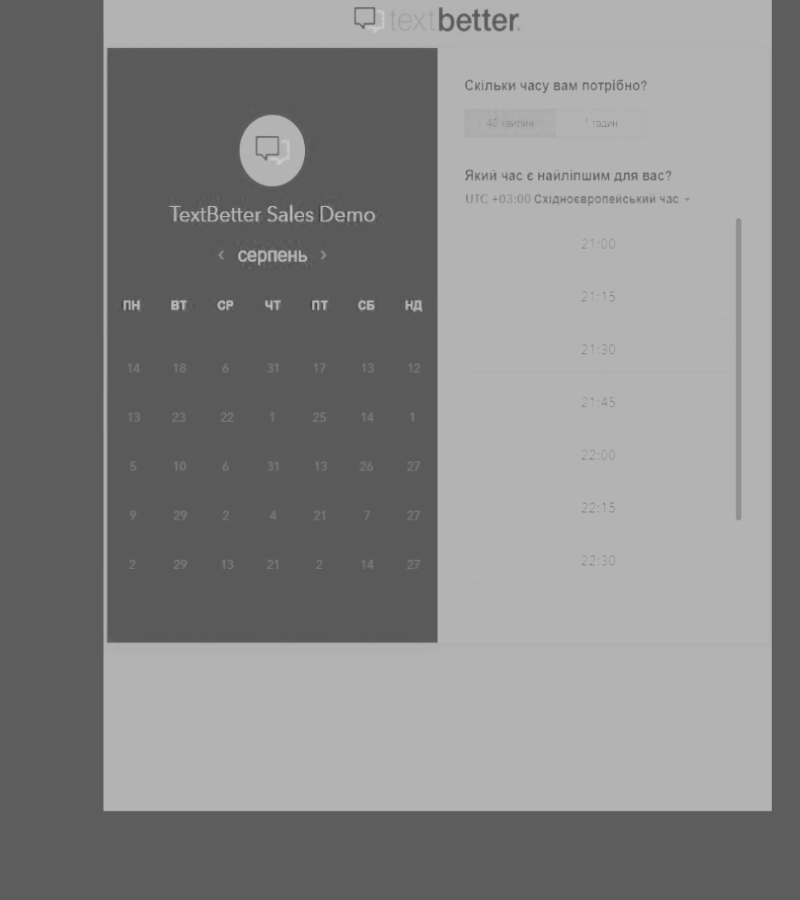 textbetter.
TextBetter Sales Demo
< серпень >
ПН ВТ СР ЧТ ПТ СБ НД
14 18 6 31 17 13 12
13 23 22 1 25 14 1
5 10 6 31 13 26 27
9 29 2 4 21 7 27
2 29 13 21 2 14 27
Скільки часу вам потрібно?
хвилин годин
Який час є найліпшим для вас?
UTC +03:00 Східноєвропейський час
21:00
21:15
21:30
21:45
22:00
22:15
22:30